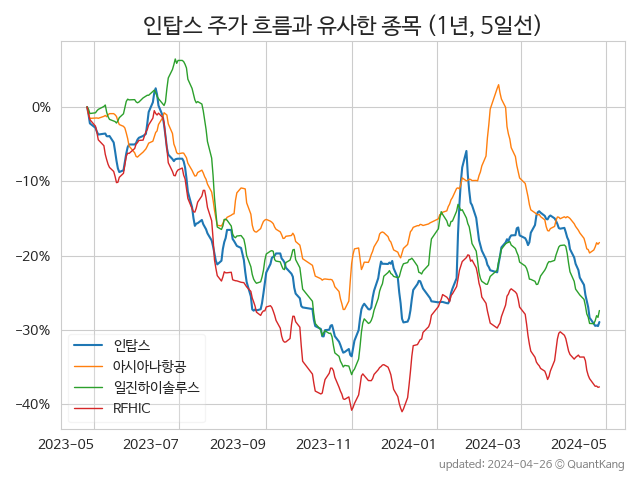 인탑스 주가 흐름과 유사한 종목 (1년, 5일선)
0%
−10%
−20%
−30%
−40%
인탑스
아시아나항공
일진하이솔루스
RFHIC
2023-05 2023-07 2023-09 2023-11 2024-01 2024-03 2024-05
updated: 2024-04-26 © QuantKang